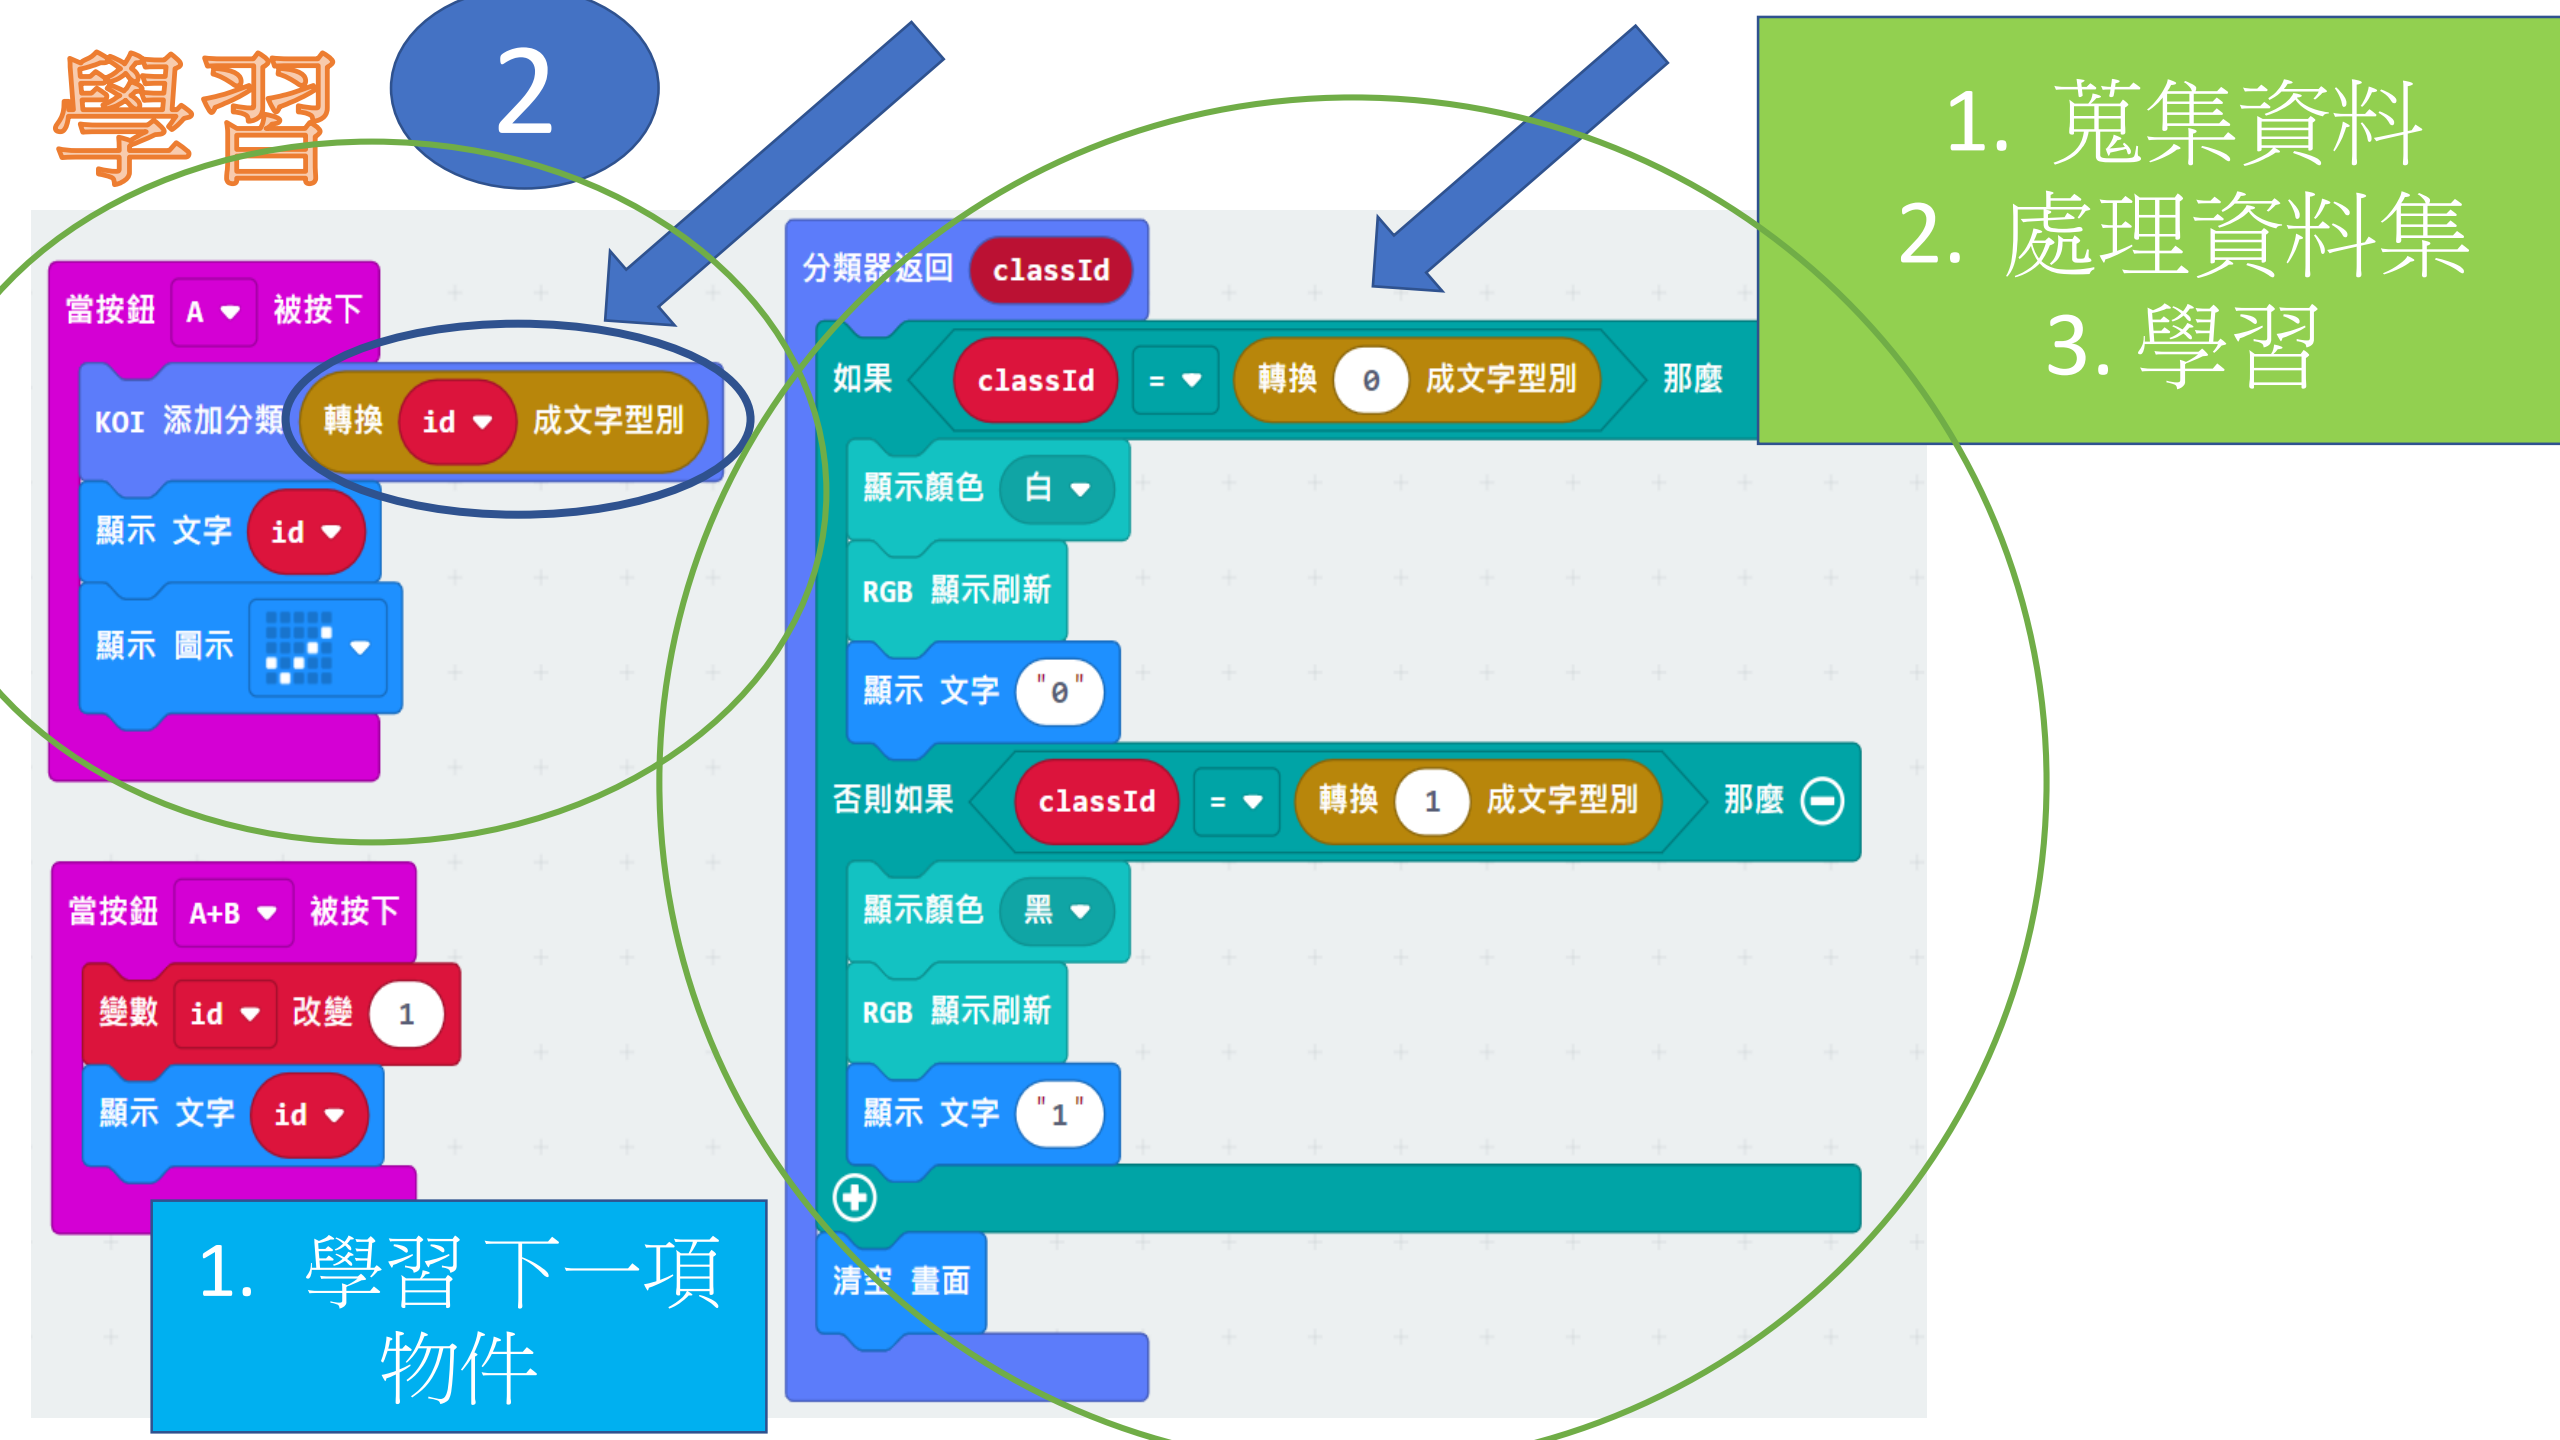 學習
2
1. 蒐集資料
2. 處理資料集
3. 學習
當按鈕 A 被按下
KOI 添加分類 轉換 id 成文字型別
顯示 文字 id
顯示 圖示
當按鈕 A+B 被按下
變數 id 改變 1
顯示 文字 id
1. 學習 下一項
物件
分類器返回 classId
如果 classId = 轉換 0 成文字型別 那麼
顯示顏色 白
RGB 顯示刷新
顯示 文字 "0"
否則如果 classId = 轉換 1 成文字型別 那麼
顯示顏色 黑
RGB 顯示刷新
顯示 文字 "1"
清空 畫面